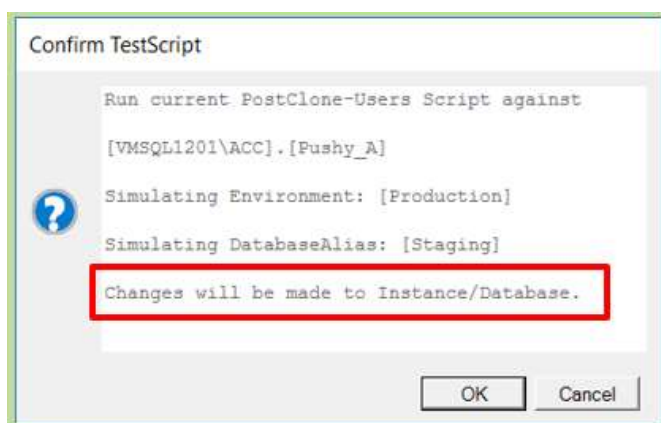 Confirm TestScript
Run current PostClone-Users Script against
[VMSQL1201\ACC].[Pushy_A]
Simulating Environment: [Production]
Simulating DatabaseAlias: [Staging]
Changes will be made to Instance/Database.
OK
Cancel